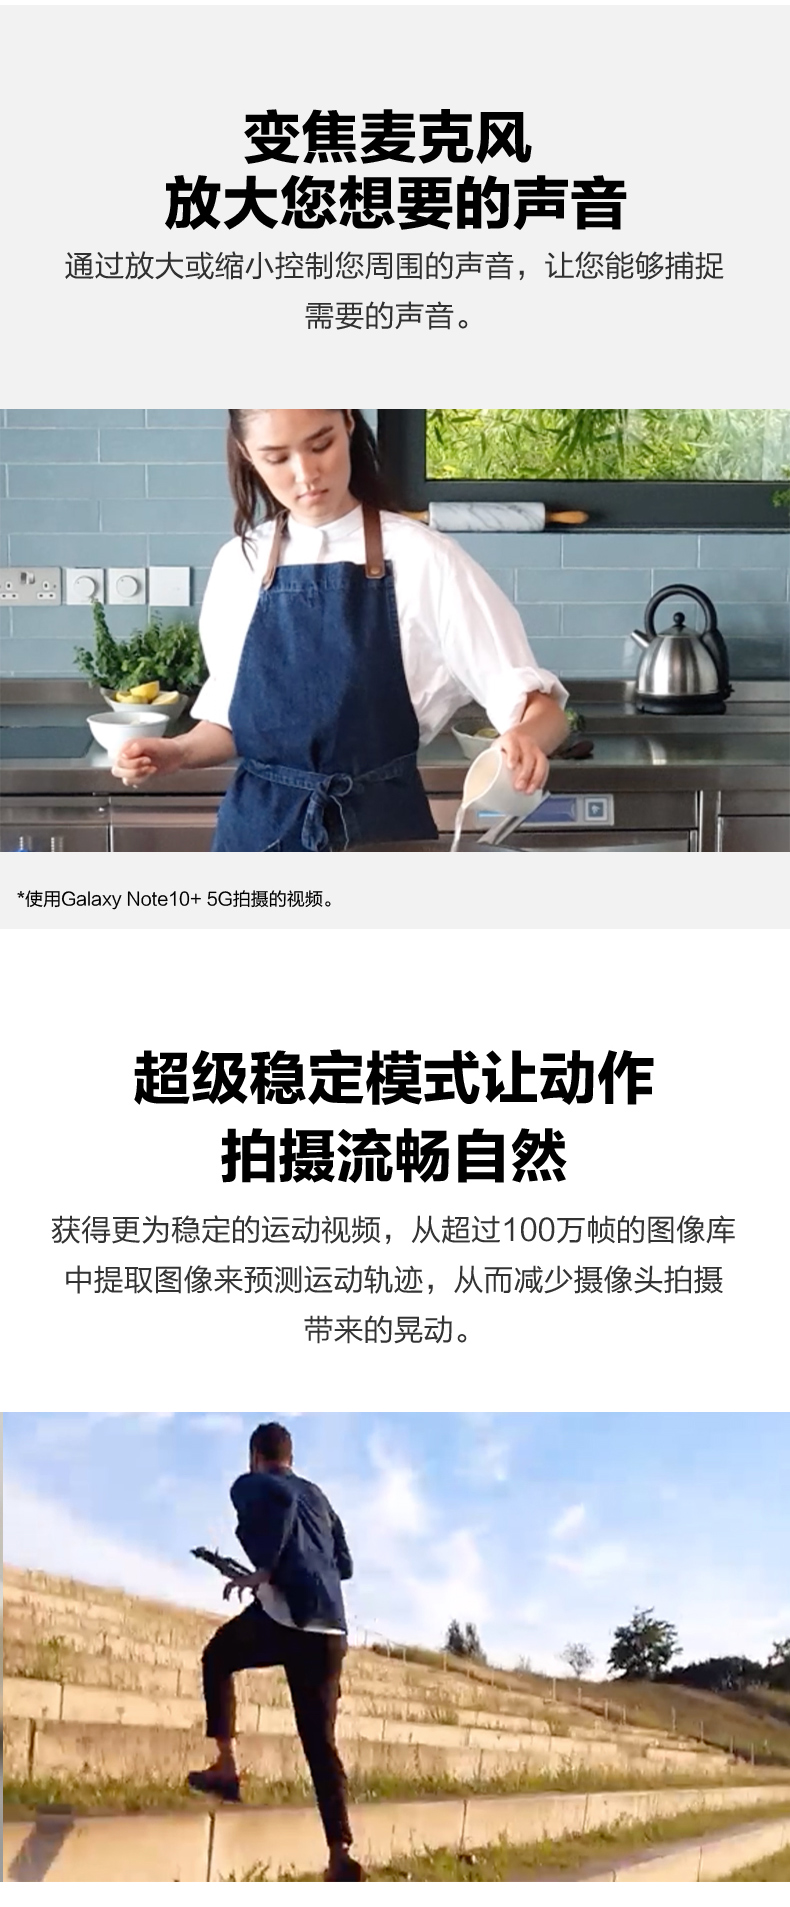 变焦麦克风
放大您想要的声音
通过放大或缩小控制您周围的声音，让您能够捕捉
需要的声音。
*使用Galaxy Note10+ 5G拍摄的视频。
超级稳定模式让动作
拍摄流畅自然
获得更为稳定的运动视频，从超过100万帧的图像库
中提取图像来预测运动轨迹，从而减少摄像头拍摄
带来的晃动。